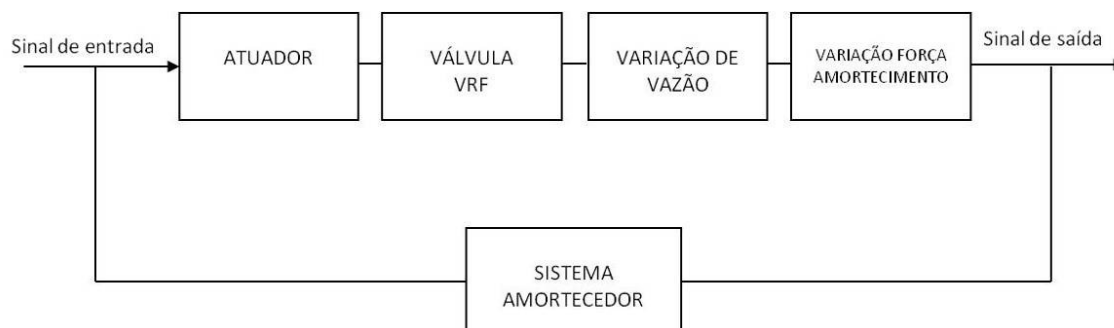 Sinal de entrada
ATUADOR
VÁLVULA
VRF
VARIAÇÃO DE
VAZÃO
VARIAÇÃO FORÇA
AMORTECIMENTO
Sinal de saída
SISTEMA
AMORTECEDOR